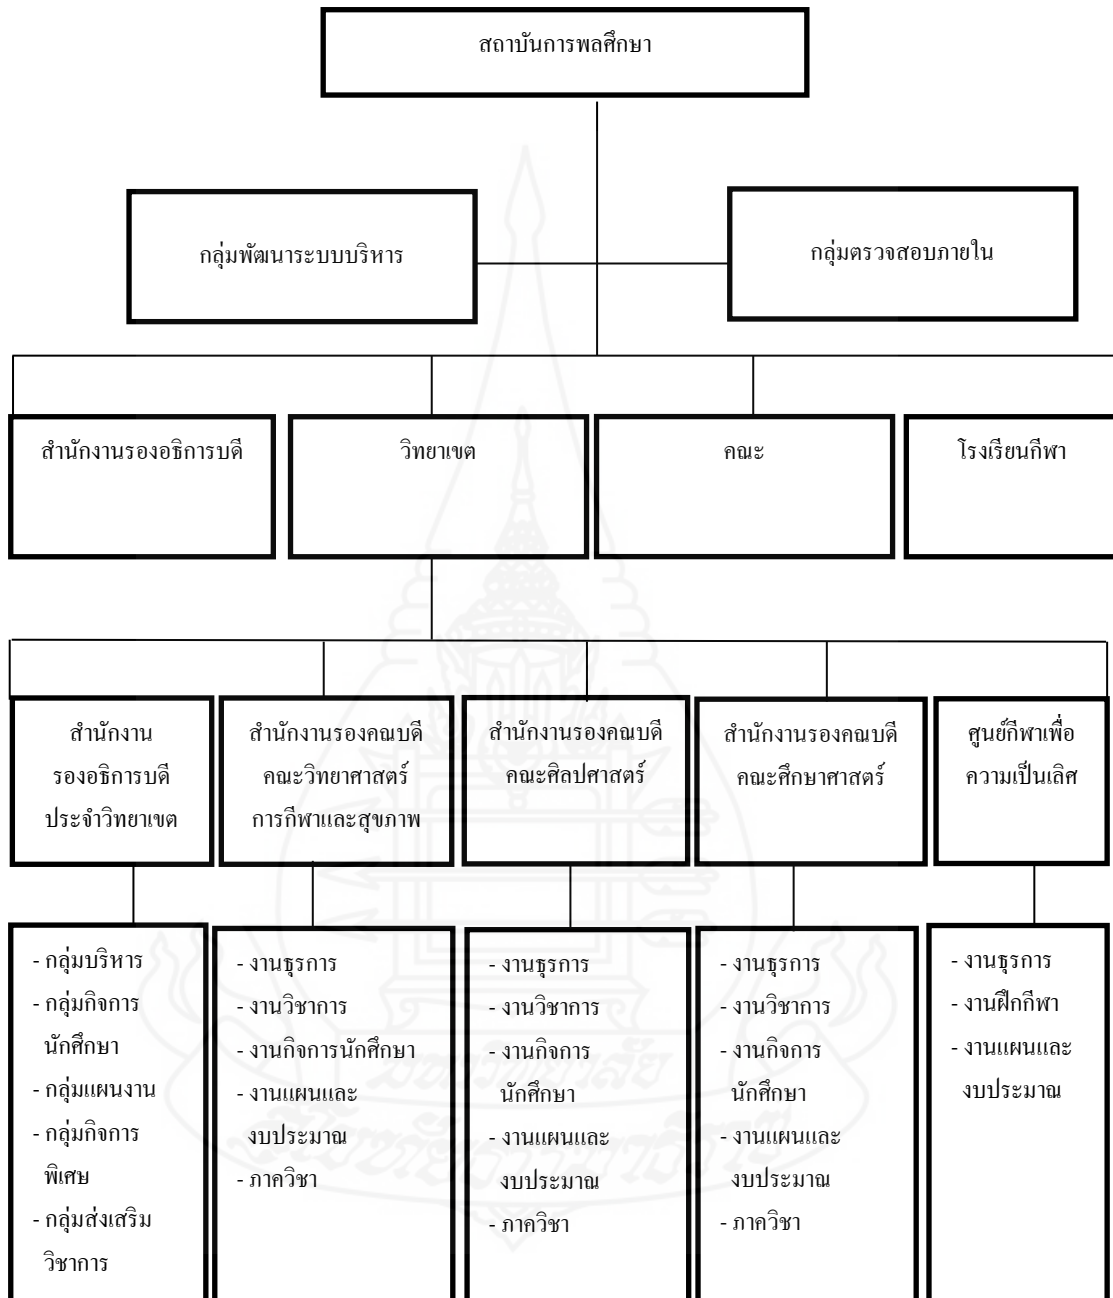 สถาบันการพลศึกษา
กลุ่มพัฒนาระบบบริหาร
กลุ่มตรวจสอบภายใน
สำนักงานรองอธิการบดี
วิทยาเขต
คณะ
โรงเรียนกีฬา
สำนักงาน
รองอธิการบดี
ประจำวิทยาเขต
สำนักงานรองคณบดี
คณะวิทยาศาสตร์
การกีฬาและสุขภาพ
สำนักงานรองคณบดี
คณะศิลปศาสตร์
สำนักงานรองคณบดี
คณะศึกษาศาสตร์
ศูนย์กีฬาเพื่อ
ความเป็นเลิศ
- กลุ่มบริหาร
- กลุ่มกิจการ
นักศึกษา
- กลุ่มแผนงาน
- กลุ่มกิจการ
พิเศษ
- กลุ่มส่งเสริม
วิชาการ
- งานธุรการ
- งานวิชาการ
- งานกิจการนักศึกษา
- งานแผนและ
งบประมาณ
- ภาควิชา
- งานธุรการ
- งานวิชาการ
- งานกิจการ
นักศึกษา
- งานแผนและ
งบประมาณ
- ภาควิชา
- งานธุรการ
- งานวิชาการ
- งานกิจการ
นักศึกษา
- งานแผนและ
งบประมาณ
- ภาควิชา
- งานธุรการ
- งานฝึกกีฬา
- งานแผนและ
งบประมาณ
มหาวิทยาลัย
สุโขทัยธรรมาธิราช